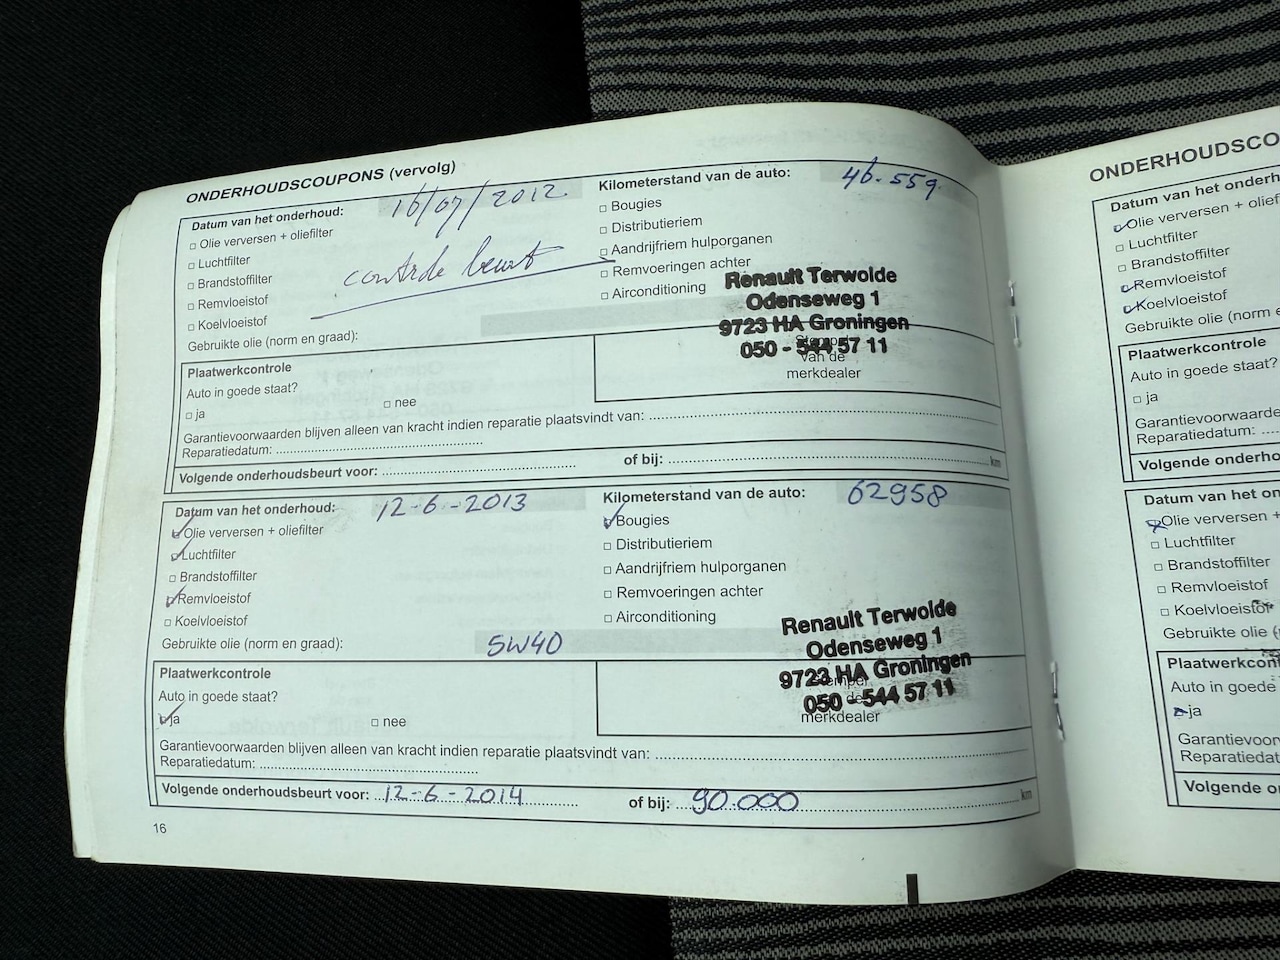 ONDERHOUDSCOUPONS (vervolg)
Datum van het onderhoud: 16/07/2012.
Kilometerstand van de auto: 46.559
Olie verversen + oliefilter
Bougies
Luchtfilter
Distributieriem
Brandstoffilter
Aandrijfriem hulporganen
controle beurt
Remvloeistof
Remvoeringen achter
Koelvloeistof
Airconditioning
Gebruikte olie (norm en graad):
Renault Terwolde
Odenseweg 1
9723 HA Groningen
050 - 544 57 11
Stempel
van de
merkdealer
Plaatwerkcontrole
Auto in goede staat?
ja
nee
Garantievoorwaarden blijven alleen van kracht indien reparatie plaatsvindt van:
Reparatiedatum:
Volgende onderhoudsbeurt voor:
of bij: km
Datum van het onderhoud: 12-6-2013
Kilometerstand van de auto: 62958
Olie verversen + oliefilter
Bougies
Luchtfilter
Distributieriem
Brandstoffilter
Aandrijfriem hulporganen
Remvloeistof
Remvoeringen achter
Koelvloeistof
Airconditioning
Gebruikte olie (norm en graad): 5W40
Renault Terwolde
Odenseweg 1
9723 HA Groningen
050 - 544 57 11
Stempel
de
merkdealer
Plaatwerkcontrole
Auto in goede staat?
ja
nee
Garantievoorwaarden blijven alleen van kracht indien reparatie plaatsvindt van:
Reparatiedatum:
Volgende onderhoudsbeurt voor: 12-6-2014
of bij: 90.000 km
16
ONDERHOUDSCO
Datum van het onderh
Olie verversen + oliefi
Luchtfilter
Brandstoffilter
Remvloeistof
Koelvloeistof
Gebruikte olie (norm
Plaatwerkcontrole
Auto in goede staat?
ja
Garantievoorwaarde
Reparatiedatum:
Volgende onderho
Datum van het on
Olie verversen +
Luchtfilter
Brandstoffilter
Remvloeistof
Koelvloeistof
Gebruikte olie (
Plaatwerkcont
Auto in goede
ja
Garantievoor
Reparatiedat
Volgende o